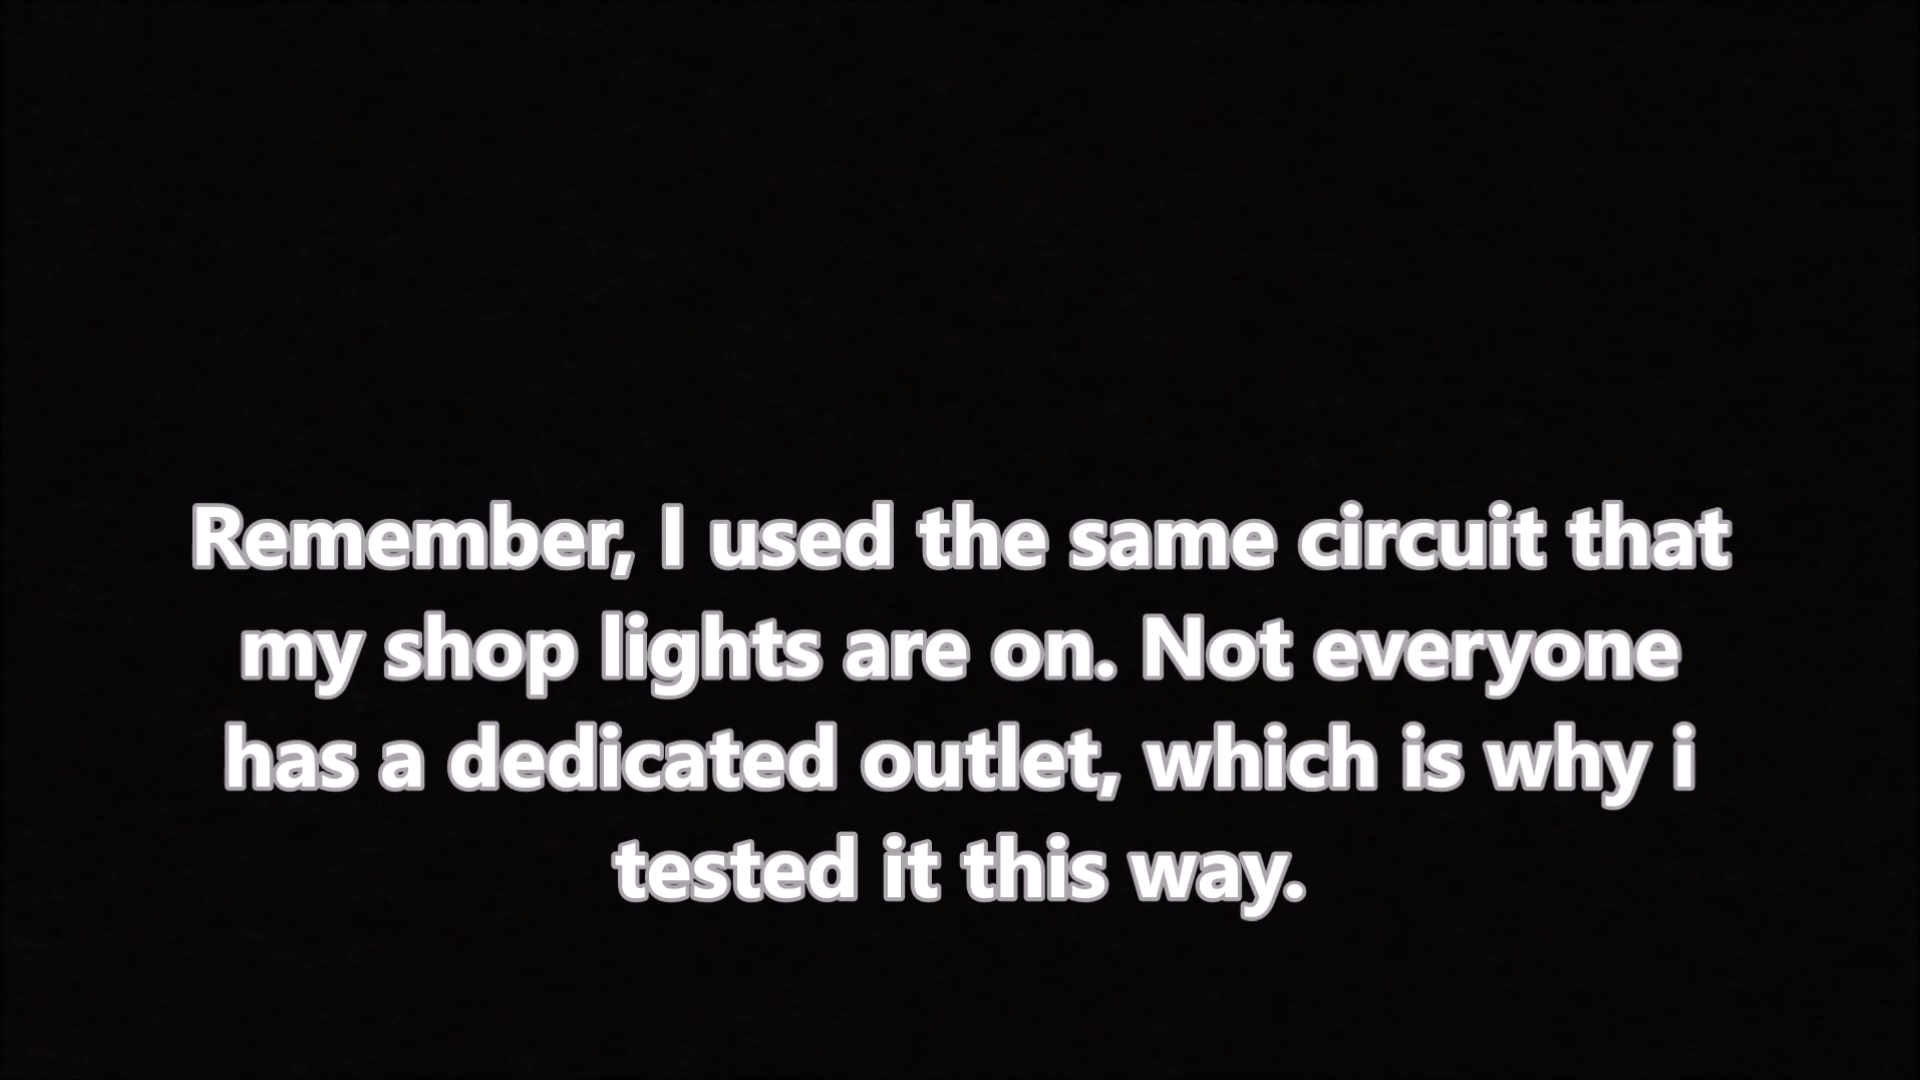 Remember, I used the same circuit that
my shop lights are on. Not everyone
has a dedicated outlet, which is why i
tested it this way.